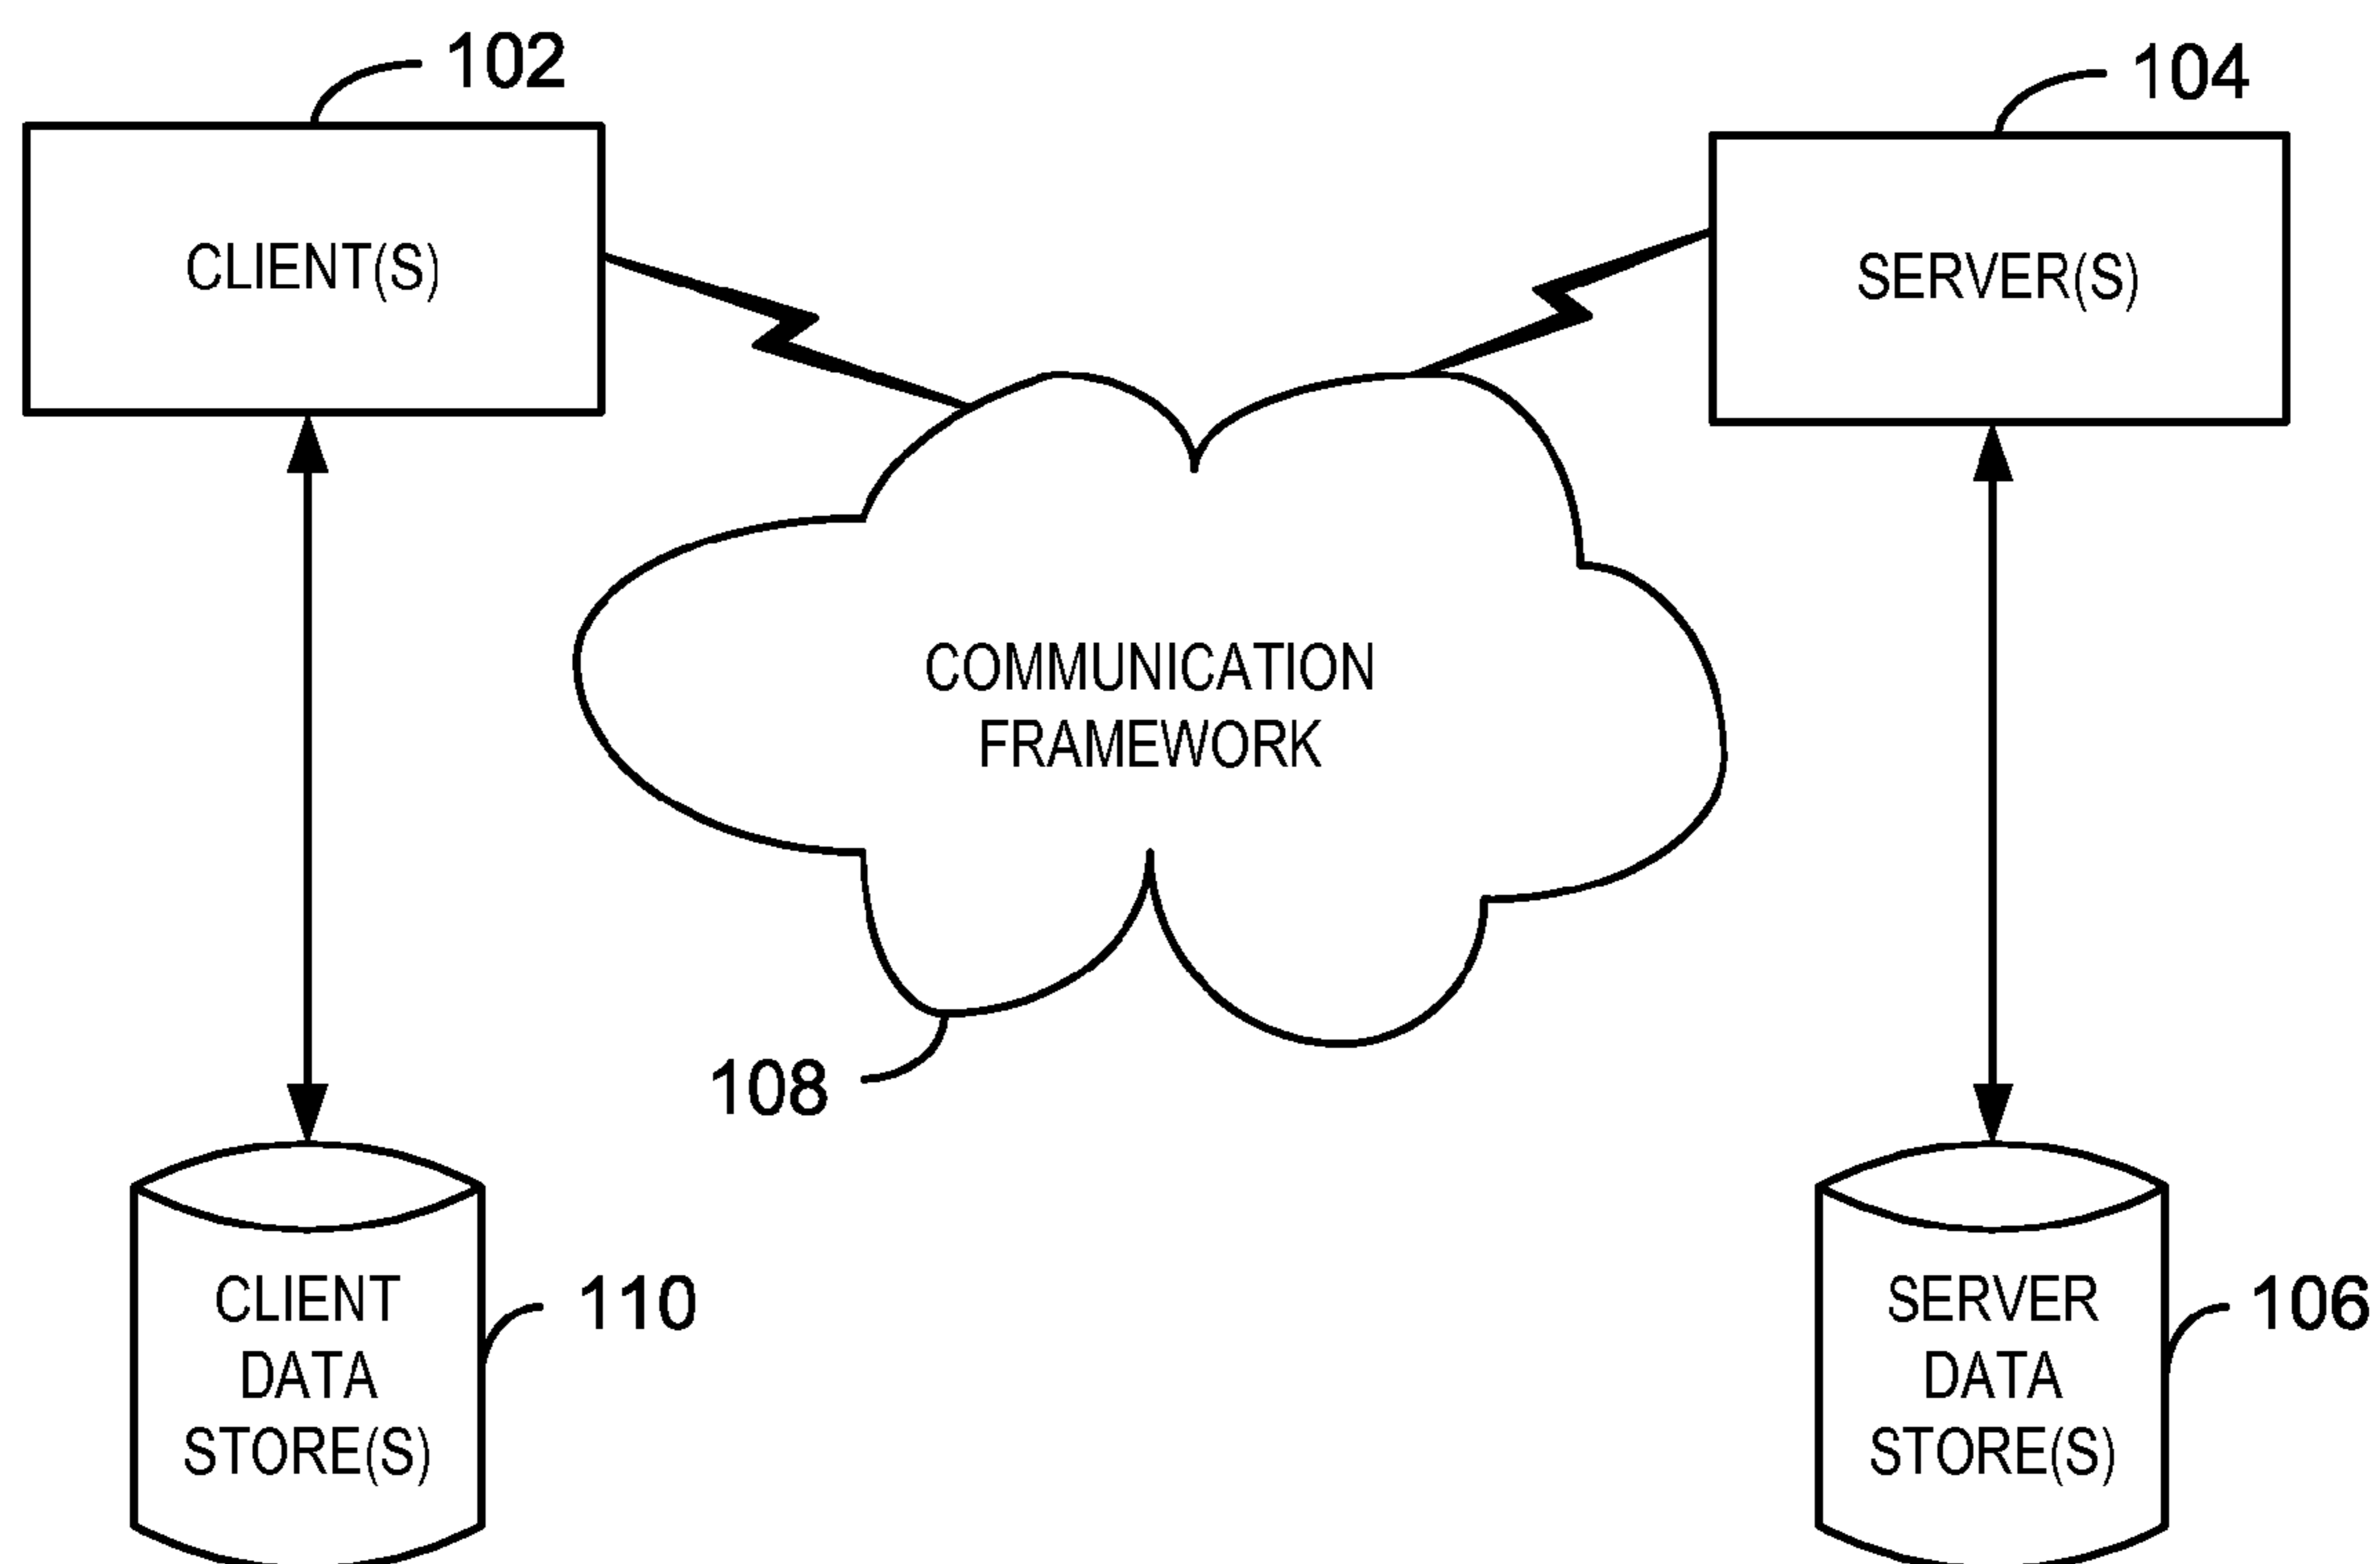 102
104
CLIENT(S)
SERVER(S)
COMMUNICATION
FRAMEWORK
108
CLIENT
DATA
STORE(S)
110
SERVER
DATA
STORE(S)
106